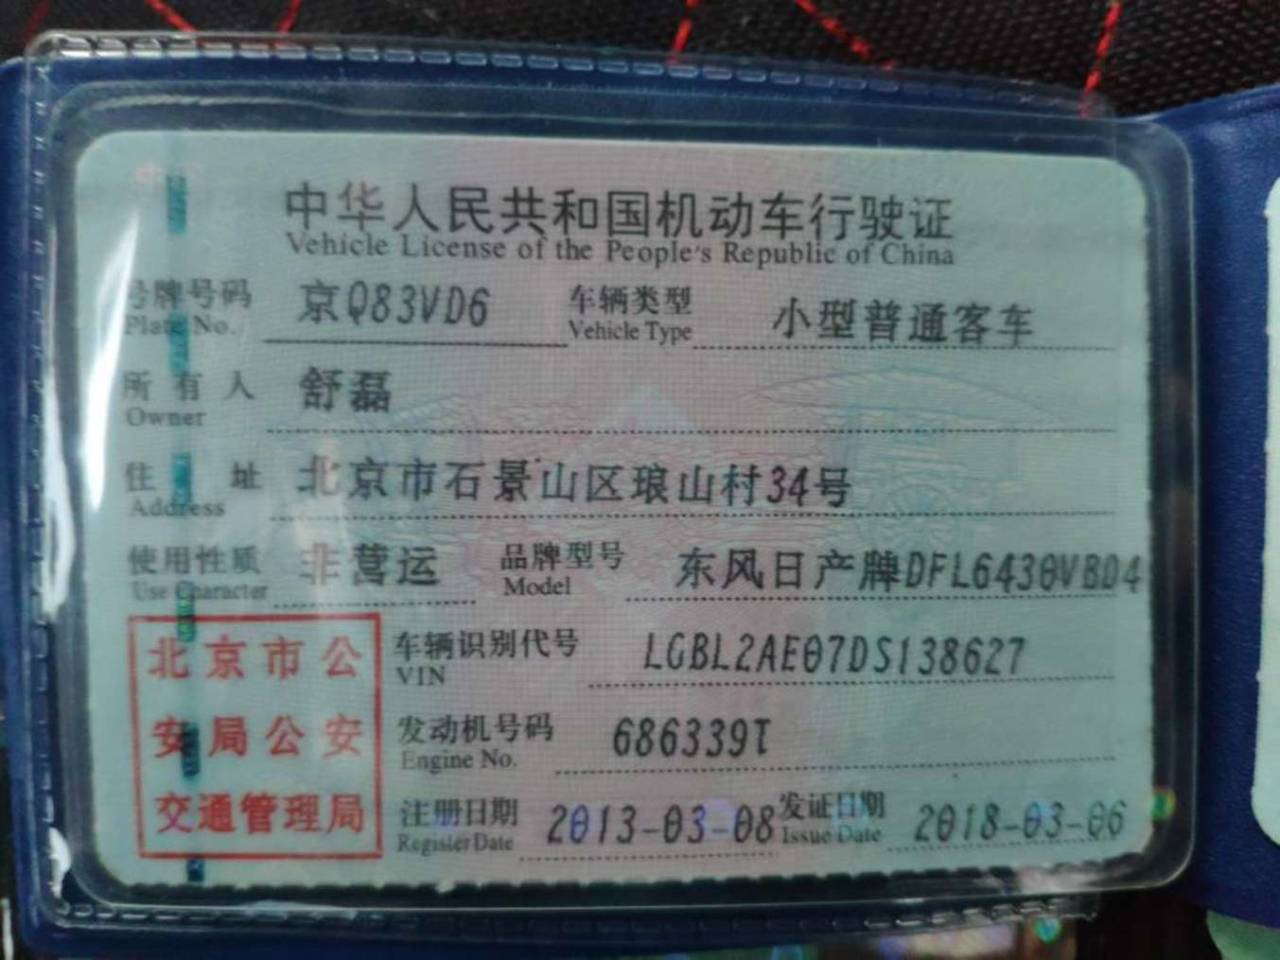 中华人民共和国机动车行驶证
Vehicle License of the People's Republic of China
号牌号码 京Q83VD6 车辆类型 小型普通客车
Plate No. Vehicle Type
所有人 舒磊
Owner
住址 北京市石景山区琅山村34号
Address
使用性质 非营运 品牌型号 东风日产牌DFL6430VBD4
Use Character Model
北京市公安局公安交通管理局
车辆识别代号 LGBL2AE07DS138627
VIN
发动机号码 686339T
Engine No.
注册日期 2013-03-08 发证日期 2018-03-06
Register Date Issue Date